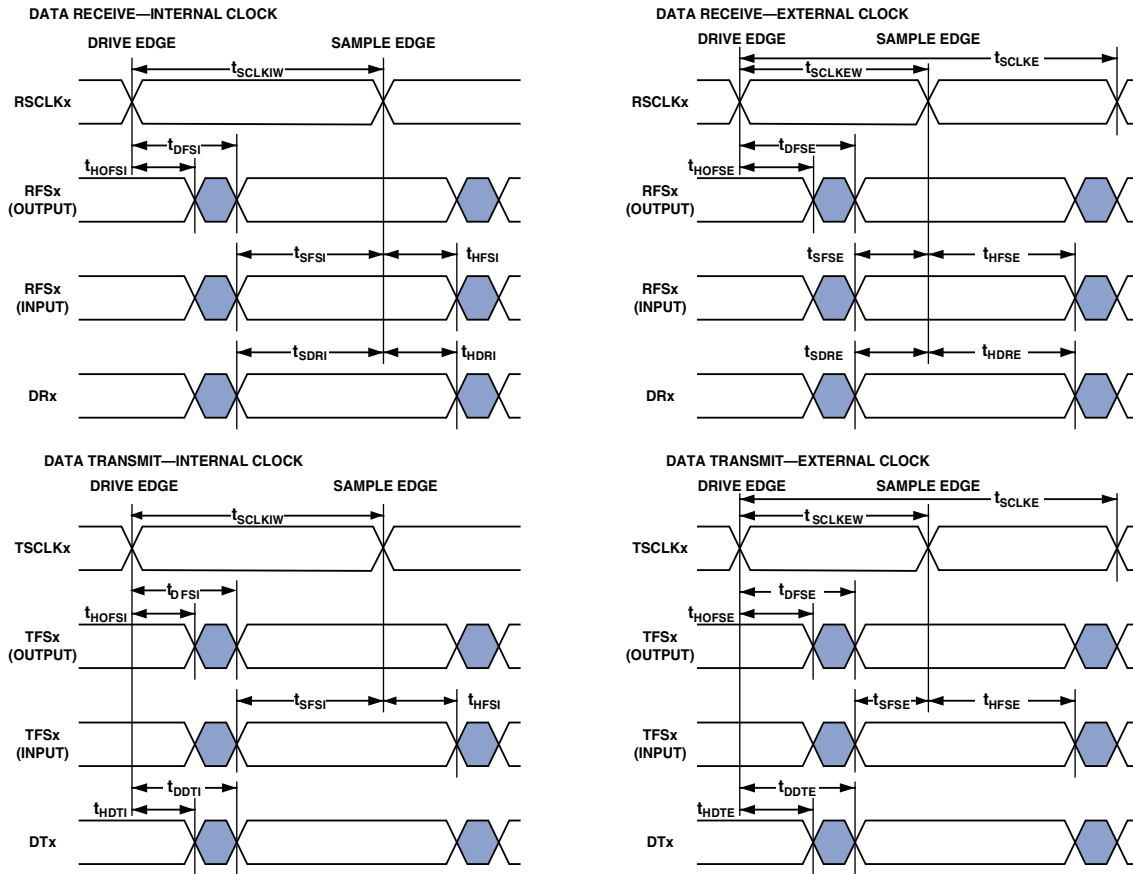 DATA RECEIVE—INTERNAL CLOCK
DRIVE EDGE
SAMPLE EDGE
tSCLKIW
RSCLKx
tDFSI
tHOFSI
RFSx
(OUTPUT)
tSFSI
tHFSI
RFSx
(INPUT)
tSDRI
tHDRI
DRx
DATA RECEIVE—EXTERNAL CLOCK
DRIVE EDGE
SAMPLE EDGE
tSCLKE
tSCLKEW
RSCLKx
tDFSE
tHOFSE
RFSx
(OUTPUT)
tSFSE
tHFSE
RFSx
(INPUT)
tSDRE
tHDRE
DRx
DATA TRANSMIT—INTERNAL CLOCK
DRIVE EDGE
SAMPLE EDGE
tSCLKIW
TSCLKx
tDFSI
tHOFSI
TFSx
(OUTPUT)
tSFSI
tHFSI
TFSx
(INPUT)
tDDTI
tHDTI
DTx
DATA TRANSMIT—EXTERNAL CLOCK
DRIVE EDGE
SAMPLE EDGE
tSCLKE
tSCLKEW
TSCLKx
tDFSE
tHOFSE
TFSx
(OUTPUT)
tSFSE
tHFSE
TFSx
(INPUT)
tDDTE
tHDTE
DTx